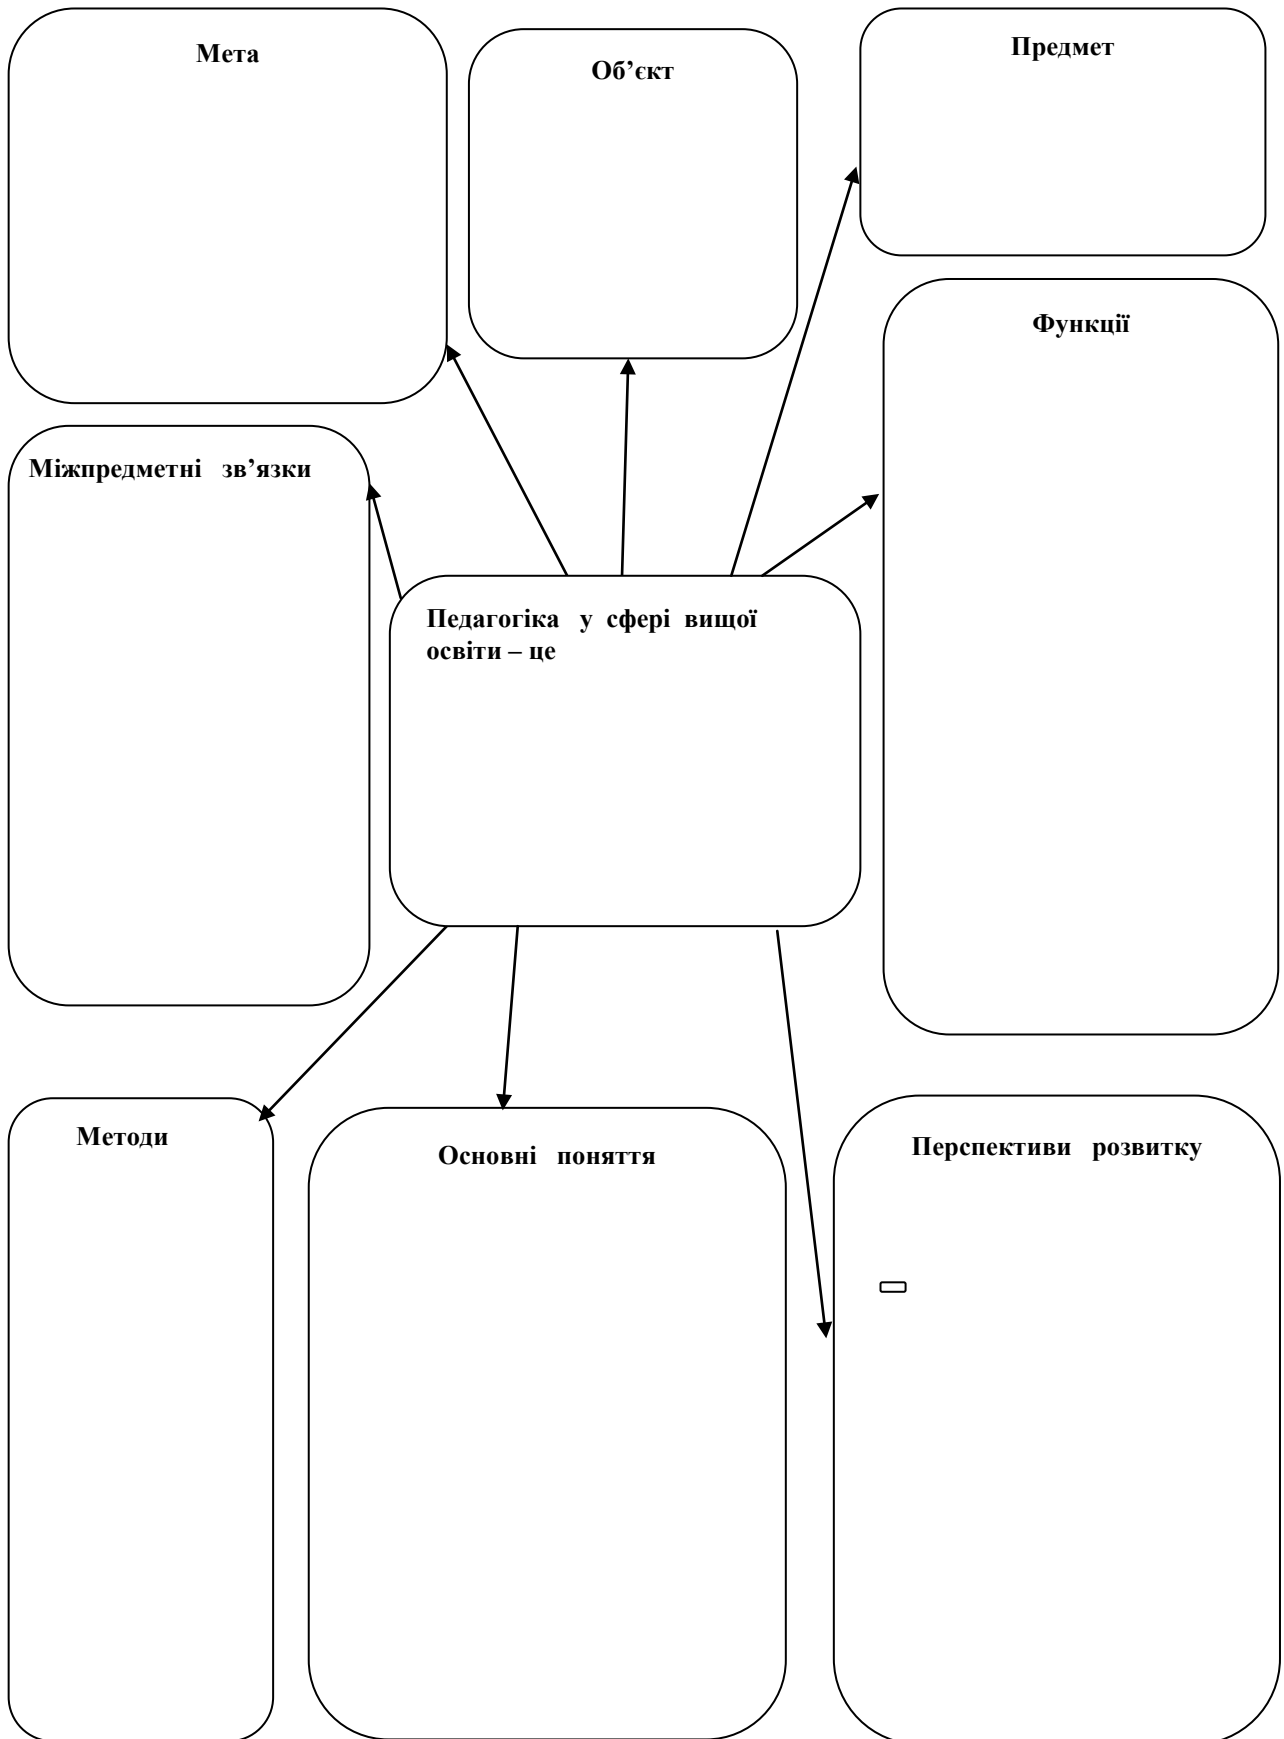 Мета
Об’єкт
Предмет
Функції
Міжпредметні зв’язки
Педагогіка у сфері вищої
освіти – це
Методи
Основні поняття
Перспективи розвитку